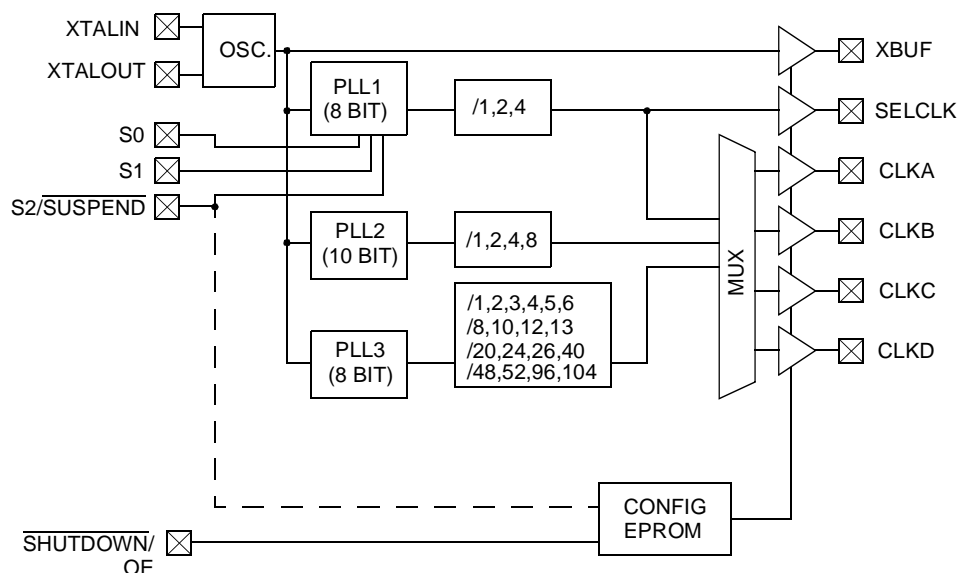 XTALIN
XTALOUT
OSC.
XBUF
PLL1
(8 BIT)
/1,2,4
SELCLK
S0
S1
S2/SUSPEND
CLKA
PLL2
(10 BIT)
/1,2,4,8
MUX
CLKB
CLKC
PLL3
(8 BIT)
/1,2,3,4,5,6
/8,10,12,13
/20,24,26,40
/48,52,96,104
CLKD
CONFIG
EPROM
SHUTDOWN/
OE